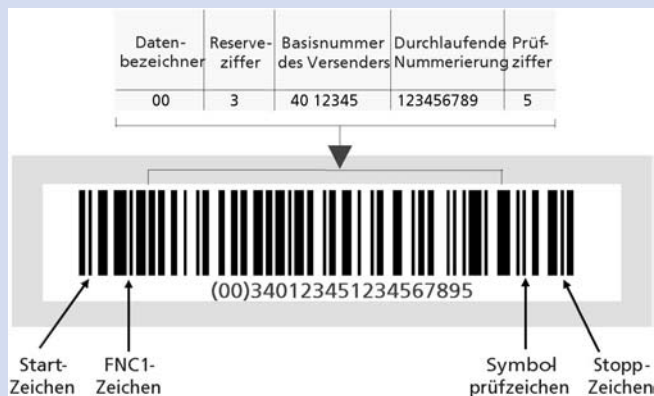 Daten- Reserve- Basisnummer Durchlaufende Prüf-
bezeichner ziffer des Versenders Nummerierung ziffer
00 3 40 12345 123456789 5
(00)340123451234567895
Start- FNC1- Symbol Stopp-
Zeichen Zeichen prüfzeichen Zeichen